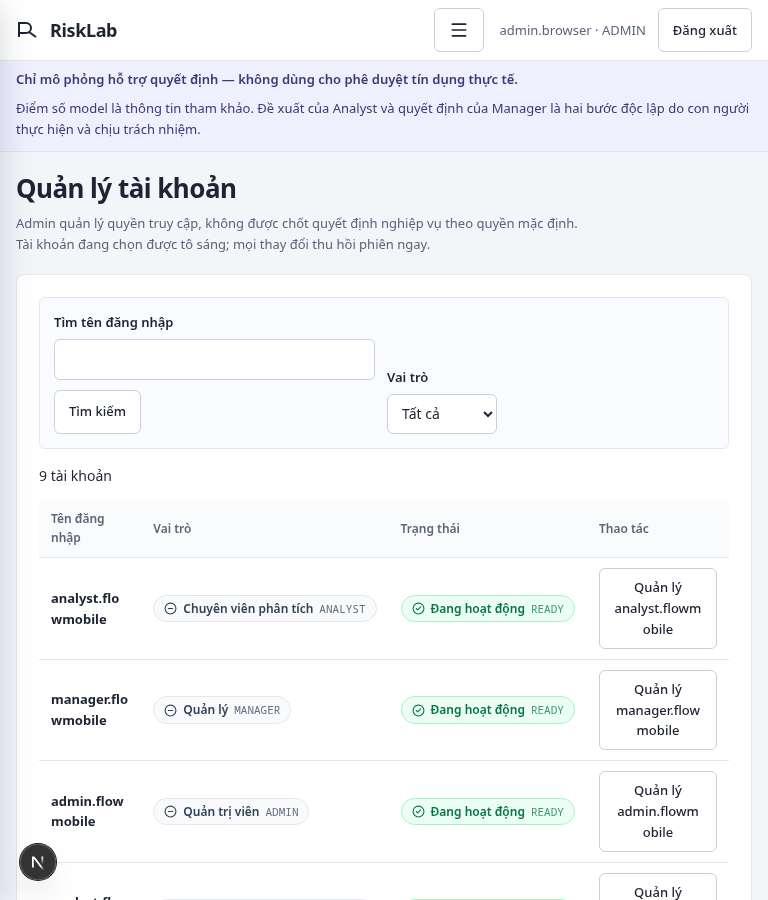 RiskLab
admin.browser · ADMIN
Đăng xuất
Chỉ mô phỏng hỗ trợ quyết định — không dùng cho phê duyệt tín dụng thực tế.
Điểm số model là thông tin tham khảo. Đề xuất của Analyst và quyết định của Manager là hai bước độc lập do con người
thực hiện và chịu trách nhiệm.
Quản lý tài khoản
Admin quản lý quyền truy cập, không được chốt quyết định nghiệp vụ theo quyền mặc định.
Tài khoản đang chọn được tô sáng; mọi thay đổi thu hồi phiên ngay.
Tìm tên đăng nhập
Vai trò
Tìm kiếm
Tất cả
9 tài khoản
Tên đăng
nhập
Vai trò
Trạng thái
Thao tác
analyst.flo
wmobile
Chuyên viên phân tích ANALYST
Đang hoạt động READY
Quản lý
analyst.flowm
obile
manager.flo
wmobile
Quản lý MANAGER
Đang hoạt động READY
Quản lý
manager.flow
mobile
admin.flow
mobile
Quản trị viên ADMIN
Đang hoạt động READY
Quản lý
admin.flowm
obile
N
Quản lý